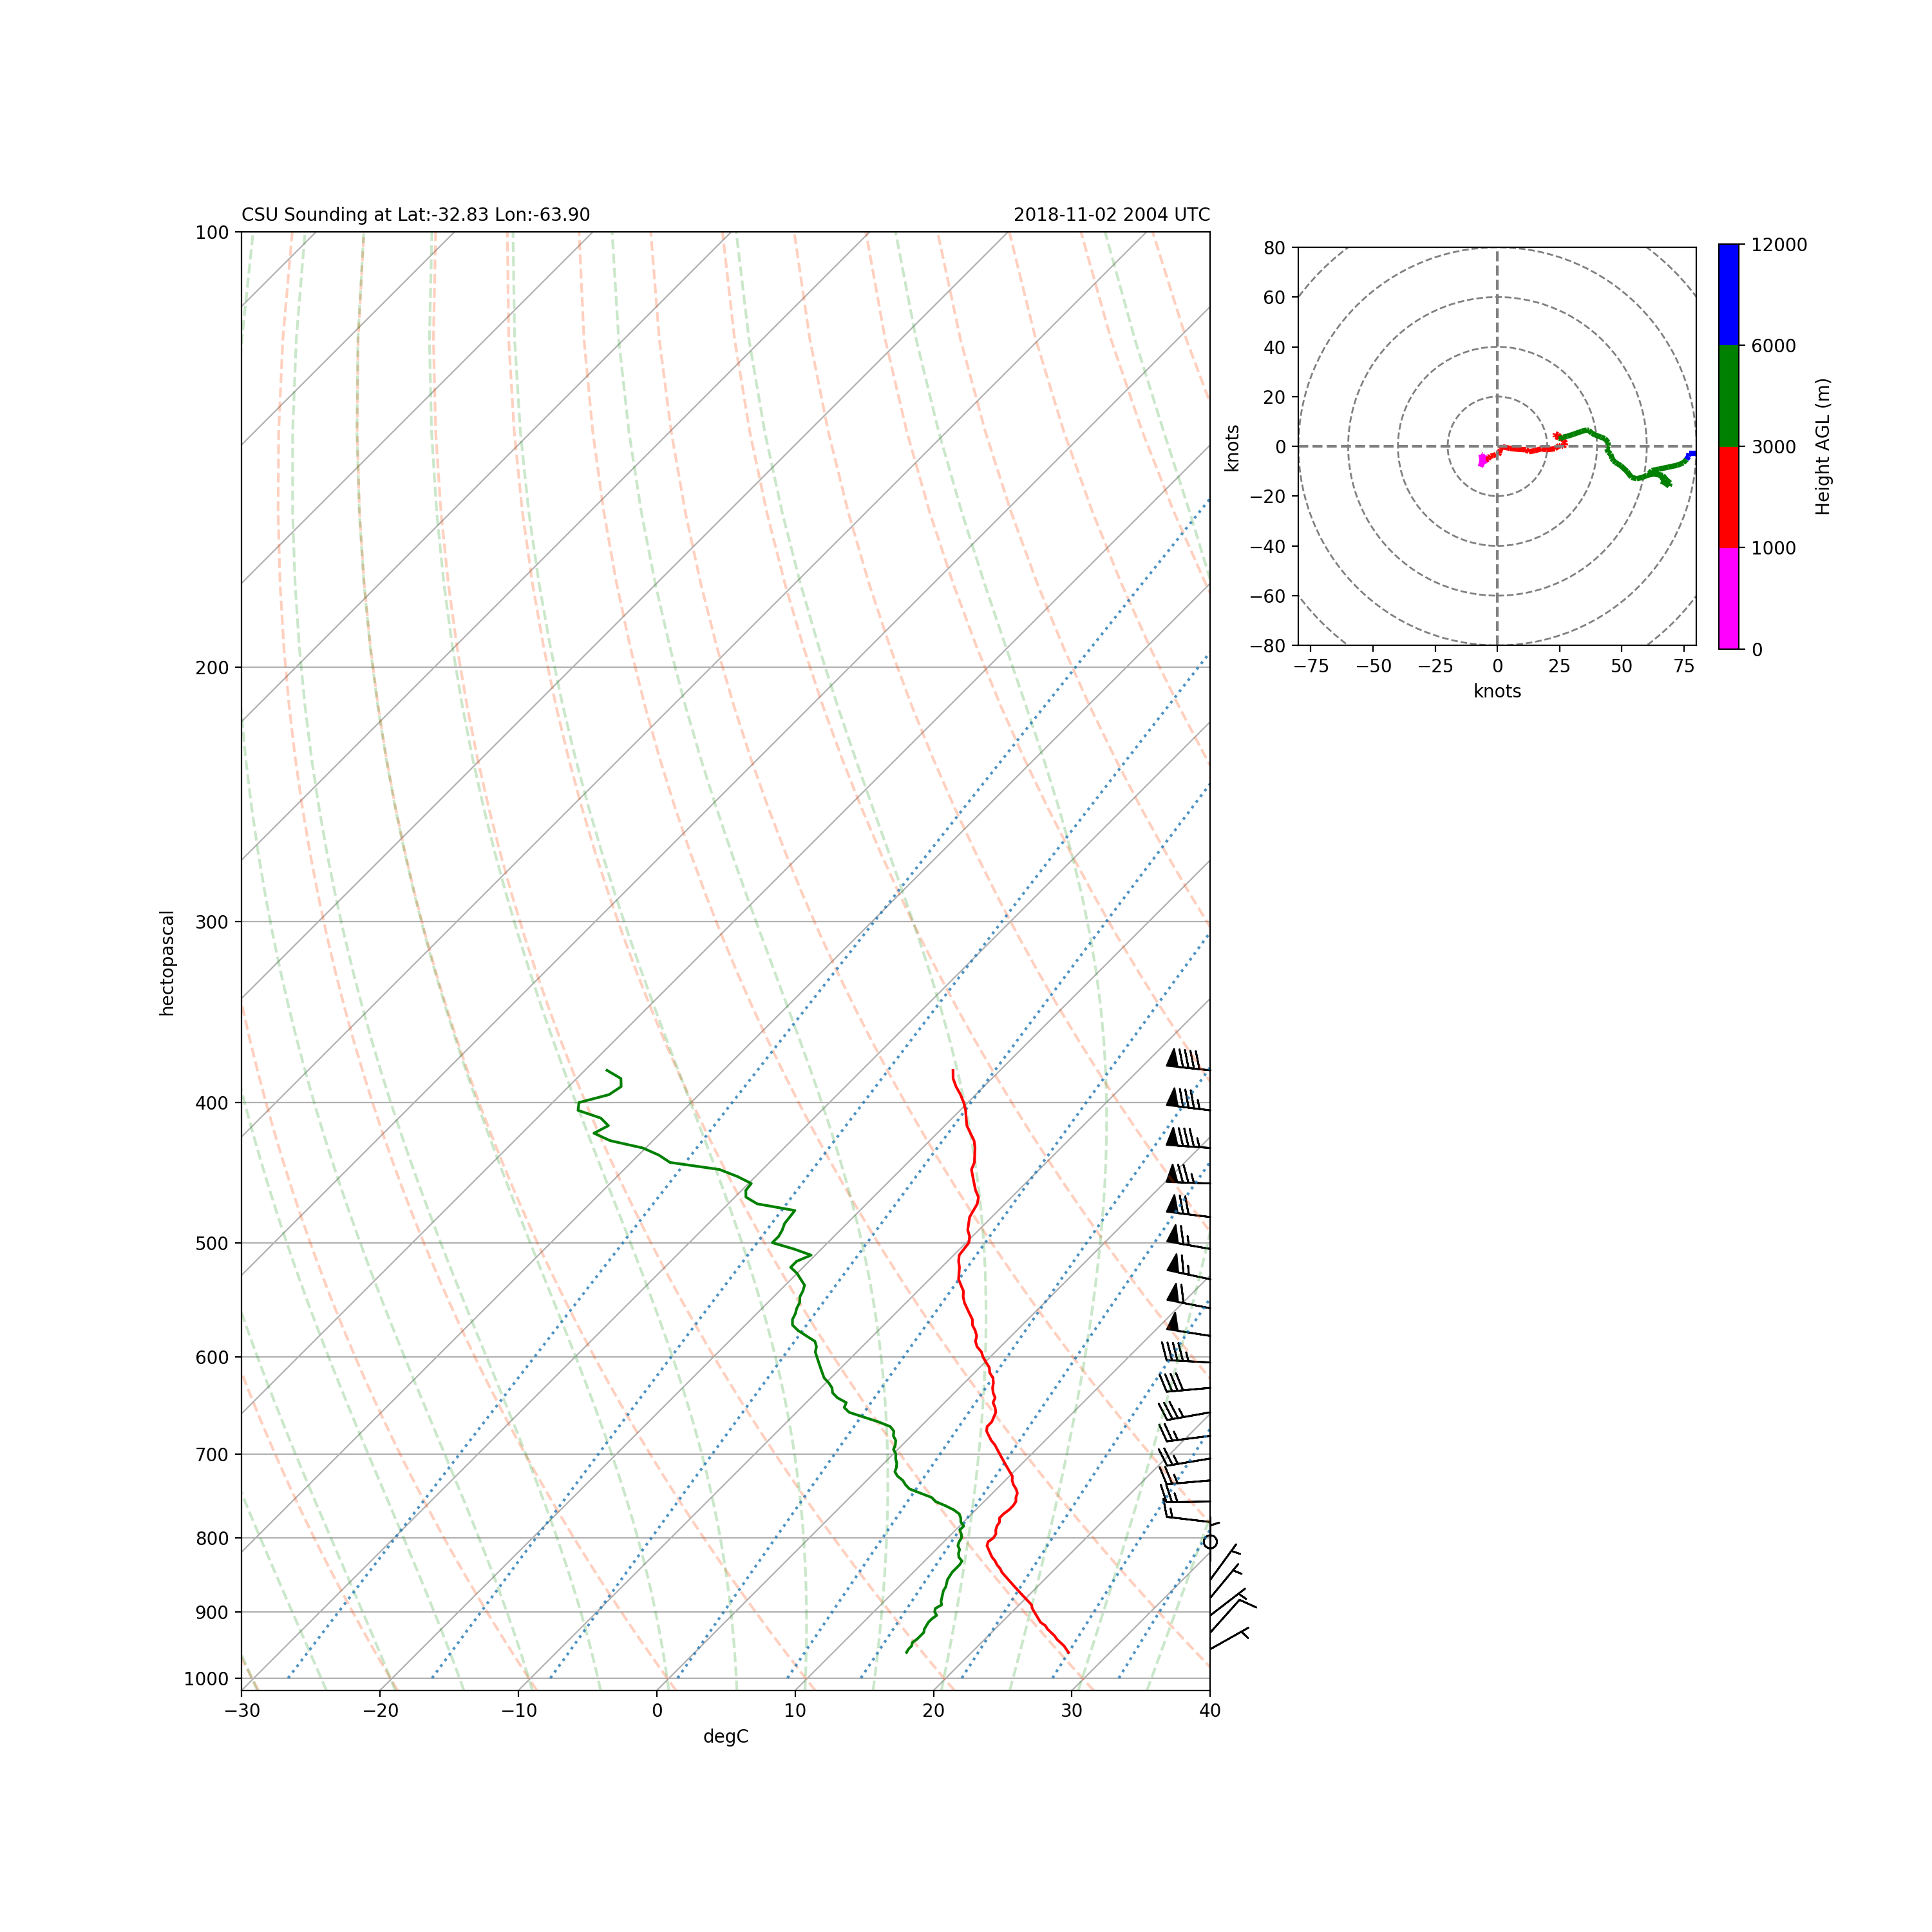 CSU Sounding at Lat:-32.83 Lon:-63.90
2018-11-02 2004 UTC
100
200
300
400
500
600
700
800
900
1000
hectopascal
−30 −20 −10 0 10 20 30 40
degC
80
60
40
20
0
−20
−40
−60
−80
knots
−75 −50 −25 0 25 50 75
knots
12000
6000
3000
1000
0
Height AGL (m)